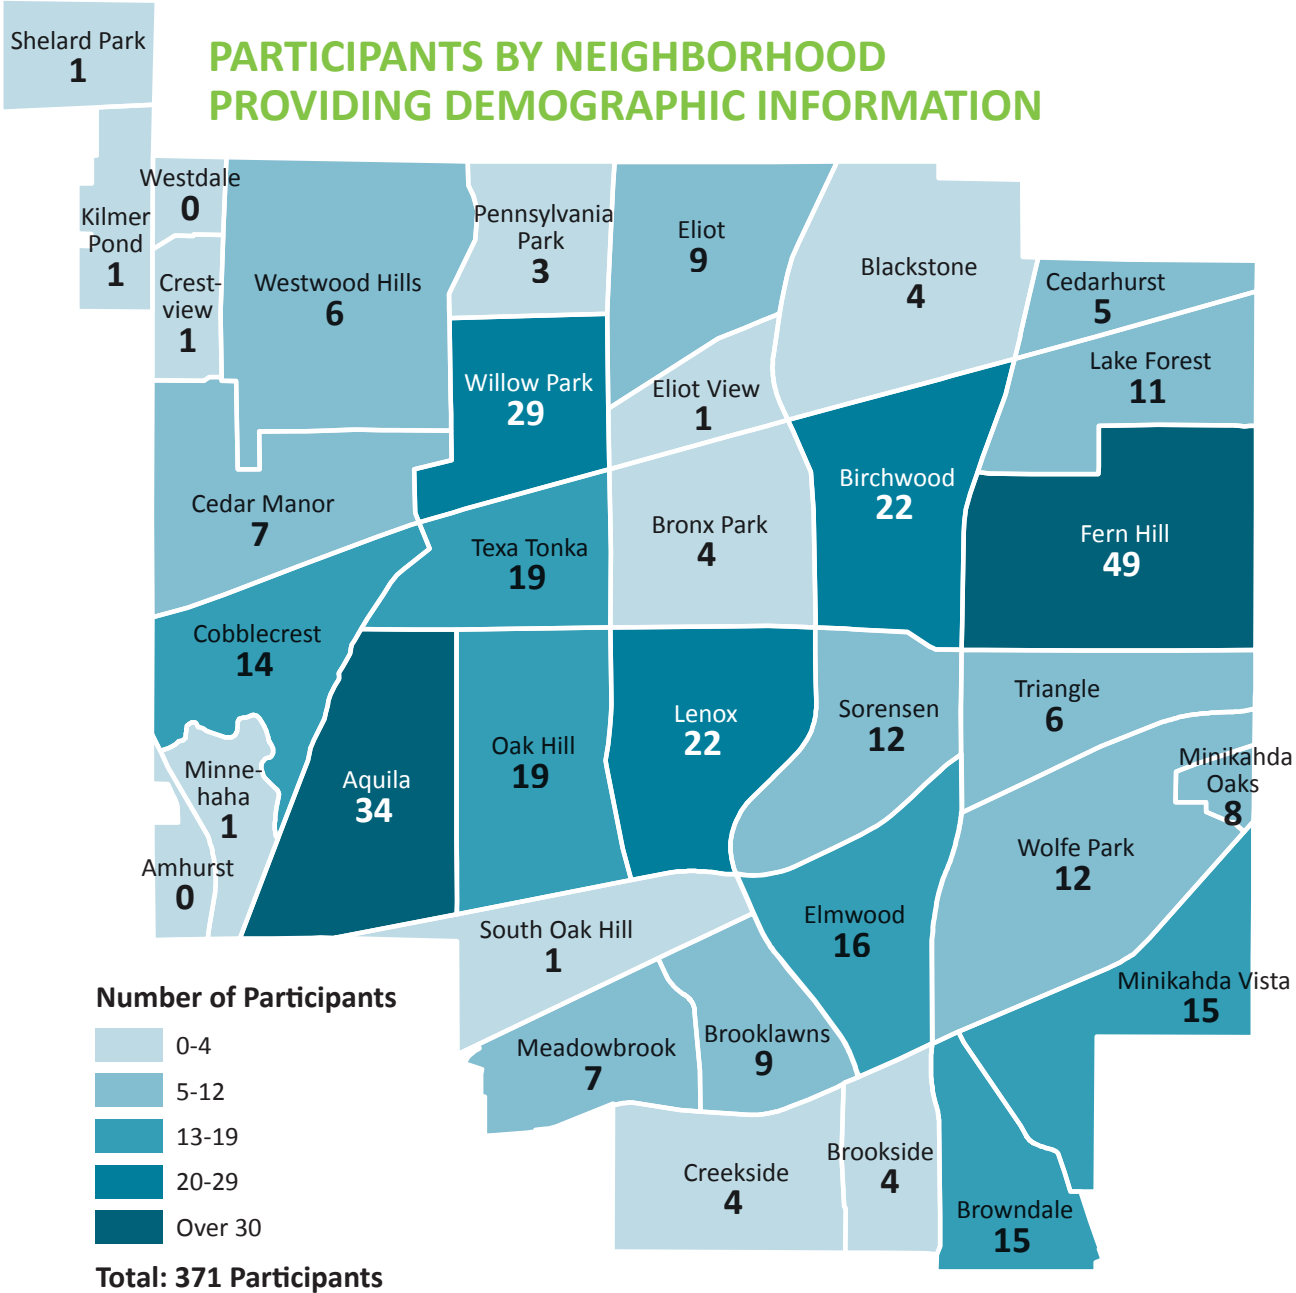 PARTICIPANTS BY NEIGHBORHOOD
PROVIDING DEMOGRAPHIC INFORMATION
Shelard Park
1
Westdale
0
Kilmer
Pond
1
Crest-
view
1
Westwood Hills
6
Pennsylvania
Park
3
Eliot
9
Blackstone
4
Cedarhurst
5
Lake Forest
11
Willow Park
29
Eliot View
1
Birchwood
22
Cedar Manor
7
Texa Tonka
19
Bronx Park
4
Fern Hill
49
Cobblecrest
14
Lenox
22
Sorensen
12
Triangle
6
Oak Hill
19
Aquila
34
Minne-
haha
1
Minikahda
Oaks
8
Amhurst
0
Wolfe Park
12
South Oak Hill
1
Elmwood
16
Minikahda Vista
15
Meadowbrook
7
Brooklawns
9
Creekside
4
Brookside
4
Browndale
15
Number of Participants
0-4
5-12
13-19
20-29
Over 30
Total: 371 Participants